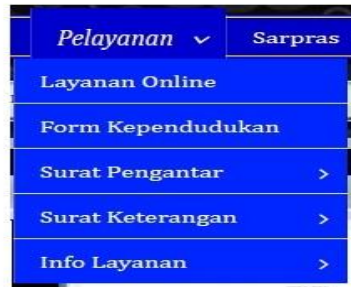 Pelayanan Sarpras
Layanan Online
Form Kependudukan
Surat Pengantar
Surat Keterangan
Info Layanan